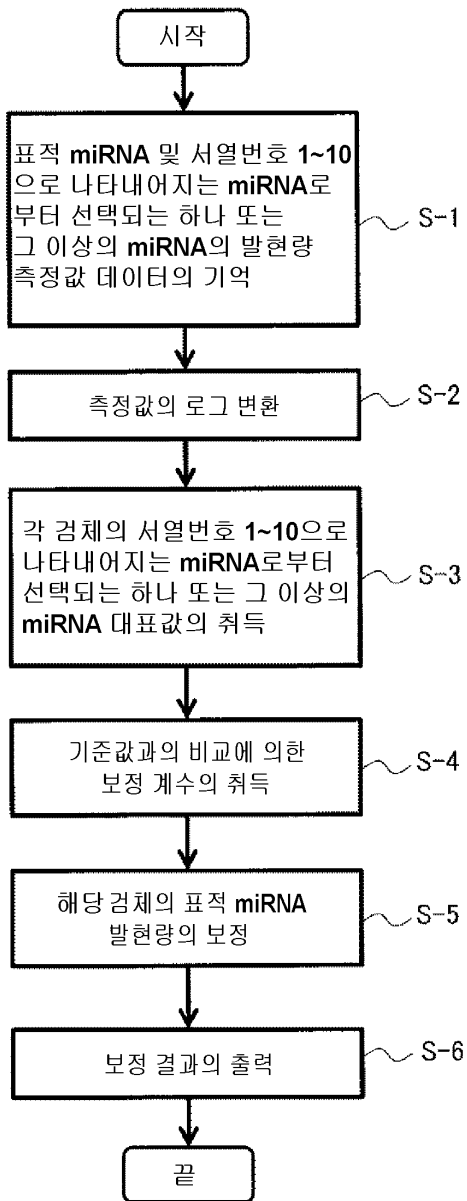 시작
표적 miRNA 및 서열번호 1~10
으로 나타내어지는 miRNA로
부터 선택되는 하나 또는
그 이상의 miRNA의 발현량
측정값 데이터의 기억
S-1
측정값의 로그 변환
S-2
각 검체의 서열번호 1~10으로
나타내어지는 miRNA로부터
선택되는 하나 또는 그 이상의
miRNA 대표값의 취득
S-3
기준값과의 비교에 의한
보정 계수의 취득
S-4
해당 검체의 표적 miRNA
발현량의 보정
S-5
보정 결과의 출력
S-6
끝